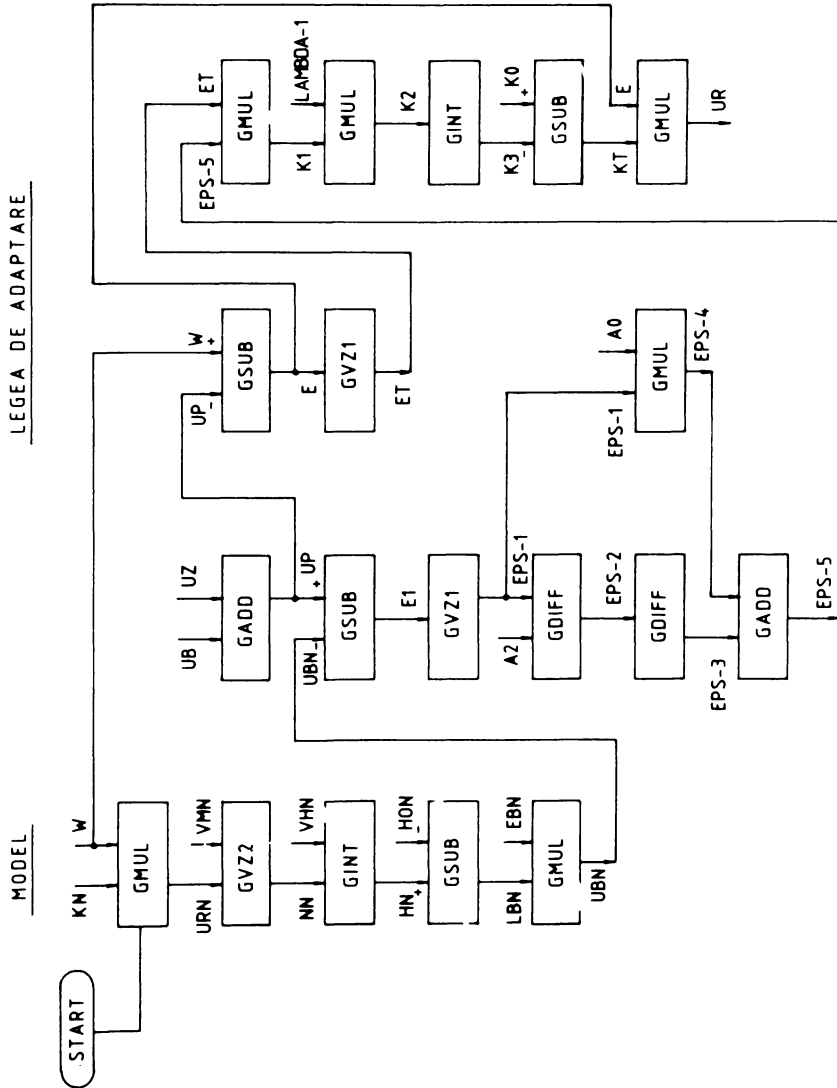 MODEL
LEGEA DE ADAPTARE
START
KN
W
GMUL
URN
VMN
GVZ2
NN
VHN
GINT
HN
+
HON
-
GSUB
LBN
EBN
GMUL
UBN
UB
UZ
GADD
UBN
-
+
UP
GSUB
E1
GVZ1
A2
EPS-1
GDIFF
EPS-2
GDIFF
EPS-3
GADD
EPS-5
UP
-
W
+
GSUB
E
GVZ1
ET
EPS-1
A0
GMUL
EPS-4
EPS-5
ET
GMUL
K1
LAMBDA-1
GMUL
K2
GINT
K3
-
K0
+
GSUB
KT
E
GMUL
UR